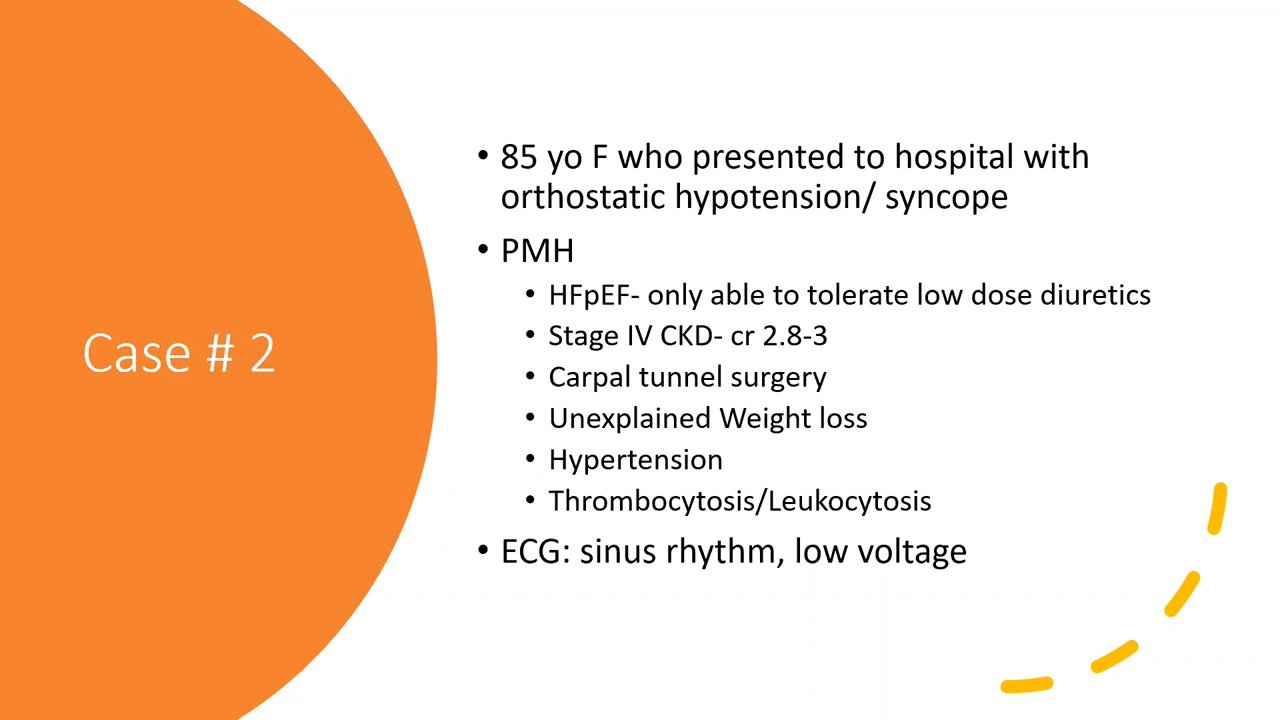 Case # 2
• 85 yo F who presented to hospital with
orthostatic hypotension/ syncope
• PMH
• HFpEF- only able to tolerate low dose diuretics
• Stage IV CKD- cr 2.8-3
• Carpal tunnel surgery
• Unexplained Weight loss
• Hypertension
• Thrombocytosis/Leukocytosis
• ECG: sinus rhythm, low voltage